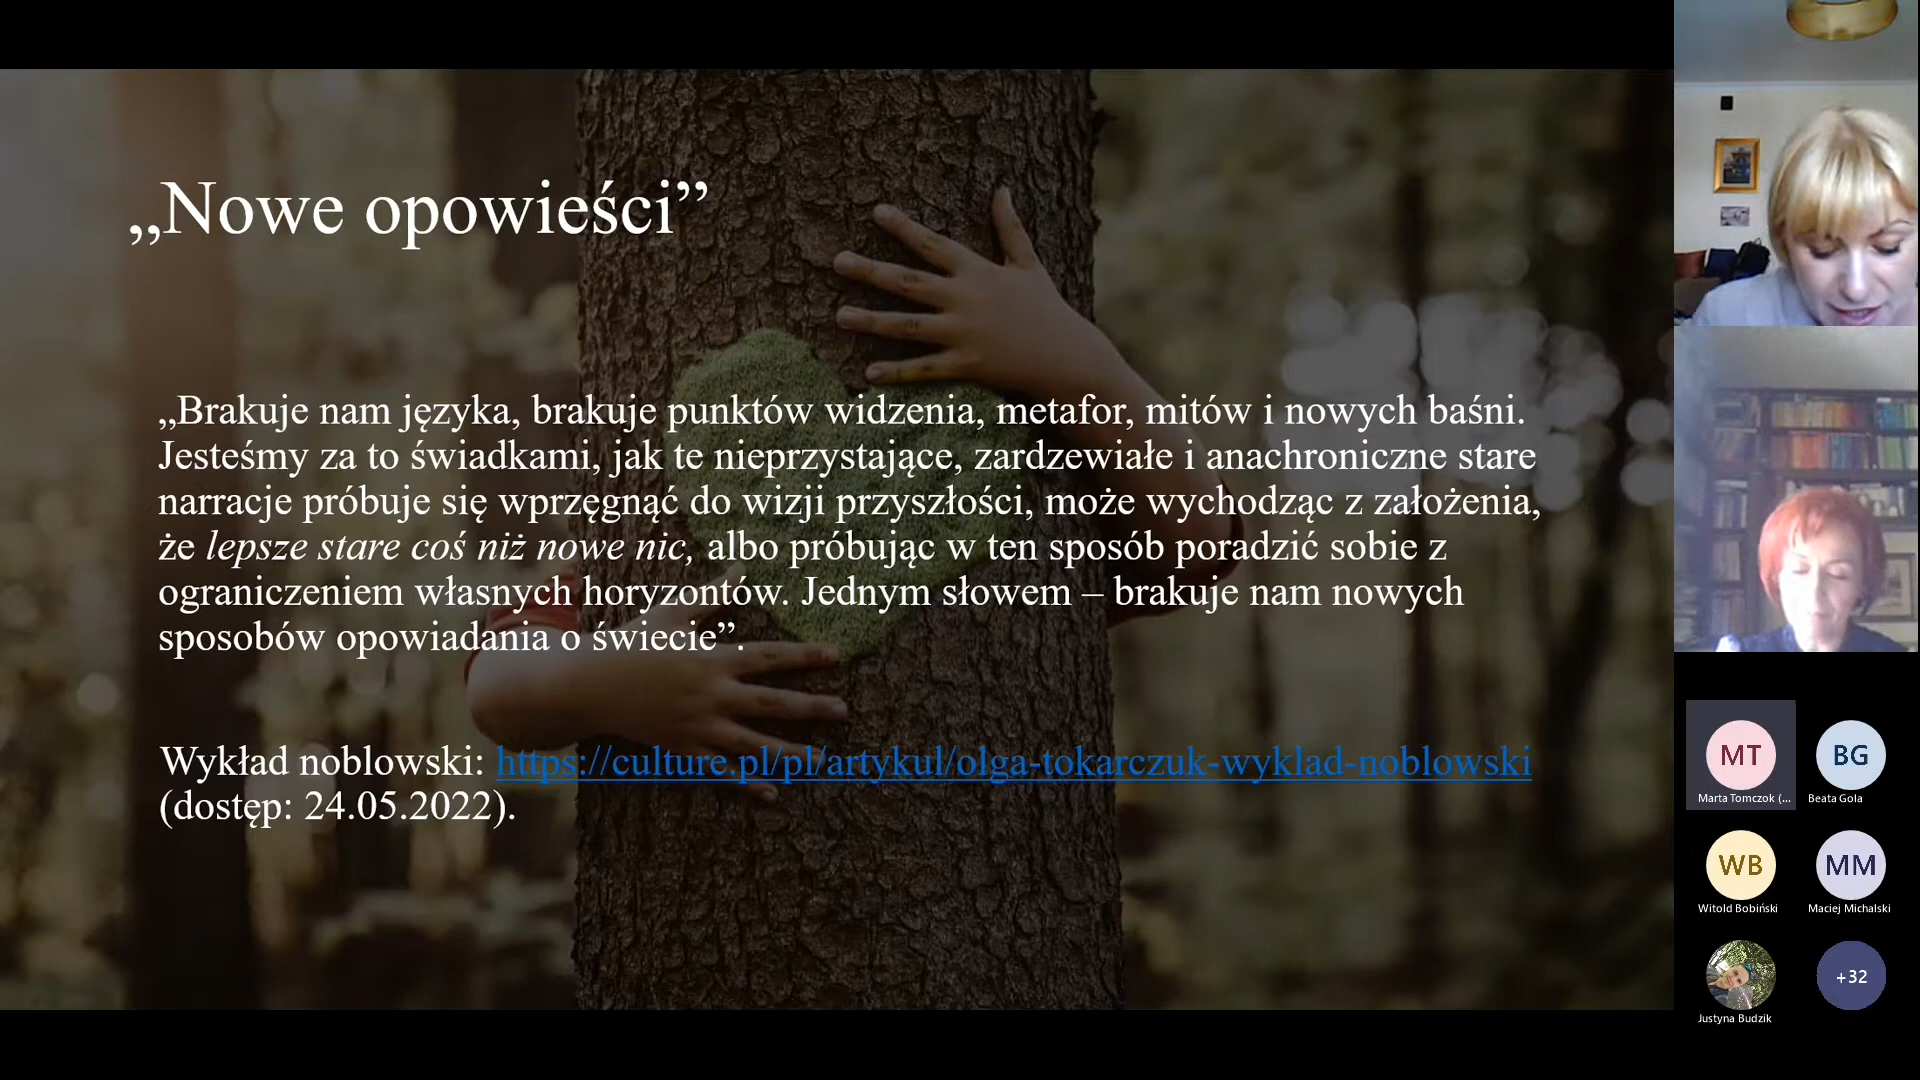 „Nowe opowieści”
„Brakuje nam języka, brakuje punktów widzenia, metafor, mitów i nowych baśni.
Jesteśmy za to świadkami, jak te nieprzystające, zardzewiałe i anachroniczne stare
narracje próbuje się wprzęgnąć do wizji przyszłości, może wychodząc z założenia,
że lepsze stare coś niż nowe nic, albo próbując w ten sposób poradzić sobie z
ograniczeniem własnych horyzontów. Jednym słowem – brakuje nam nowych
sposobów opowiadania o świecie”.
Wykład noblowski: https://culture.pl/pl/artykul/olga-tokarczuk-wyklad-noblowski
(dostęp: 24.05.2022).
MT
Marta Tomczok (...
BG
Beata Gola
WB
Witold Bobiński
MM
Maciej Michalski
Justyna Budzik
+32